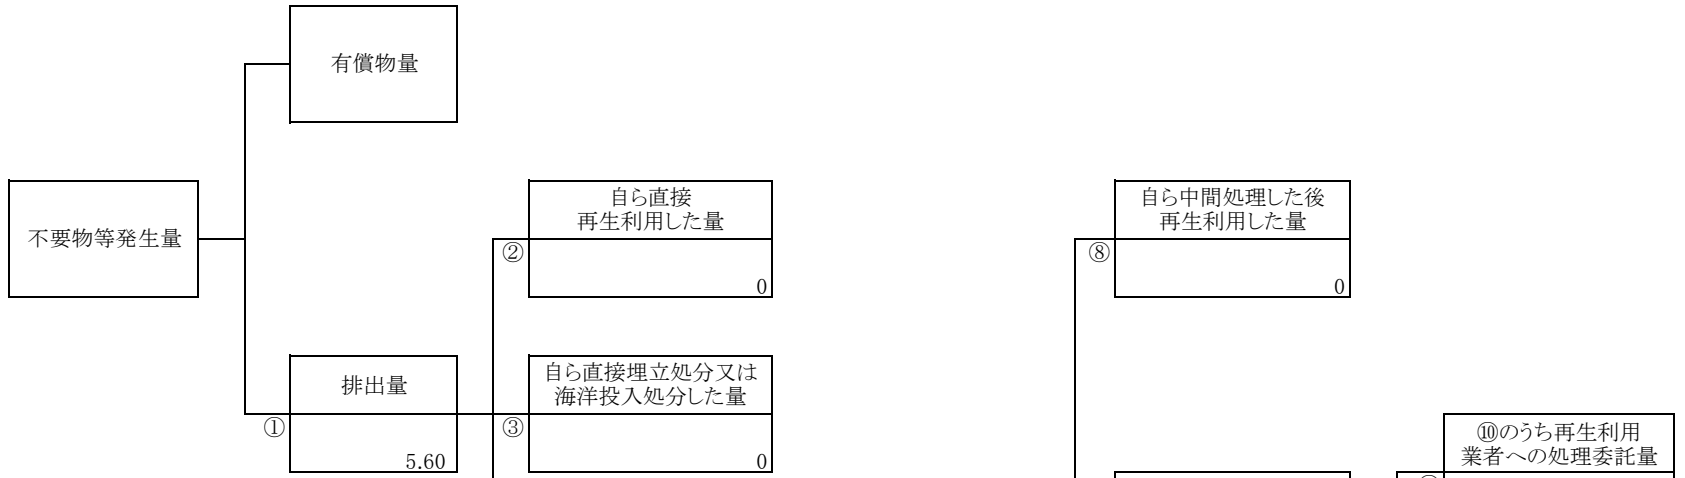 有償物量
不要物等発生量
自ら直接
再生利用した量
②
0
自ら中間処理した後
再生利用した量
⑧
0
排出量
①
5.60
自ら直接埋立処分又は
海洋投入処分した量
③
0
⑩のうち再生利用
業者への処理委託量